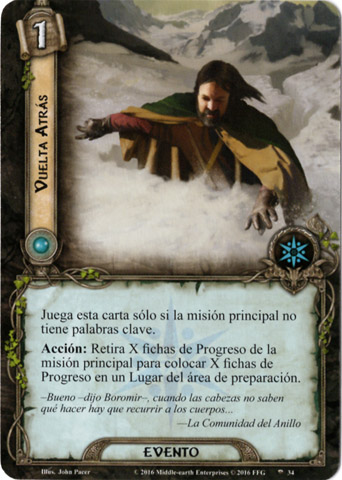 1
VUELTA ATRÁS
Juega esta carta sólo si la misión principal no
tiene palabras clave.
Acción: Retira X fichas de Progreso de la
misión principal para colocar X fichas de
Progreso en un Lugar del área de preparación.
–Bueno –dijo Boromir–, cuando las cabezas no saben
qué hacer hay que recurrir a los cuerpos...
—La Comunidad del Anillo
EVENTO
Illus. John Pacer © 2016 Middle-earth Enterprises © 2016 FFG 34